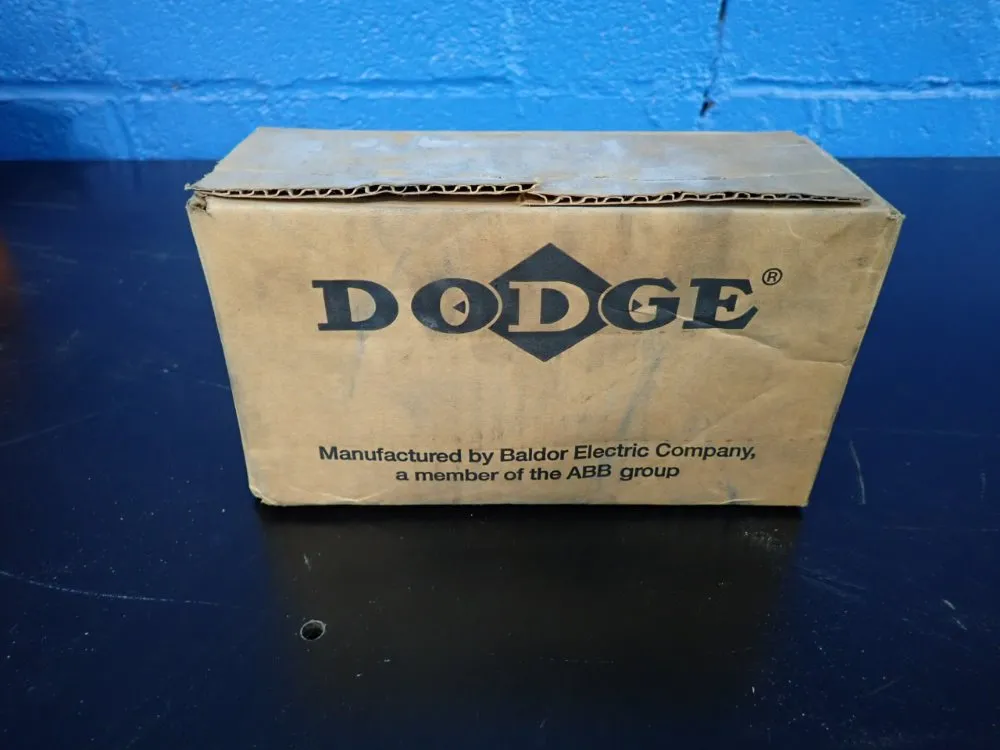 DODGE®
Manufactured by Baldor Electric Company,
a member of the ABB group